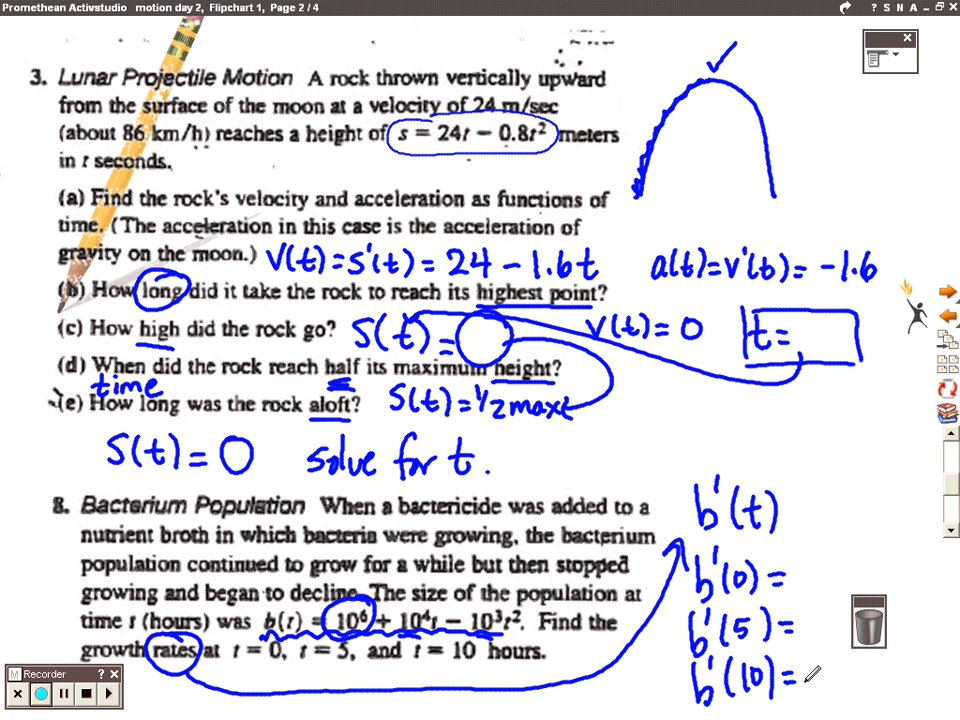 Promethean Activstudio motion day 2, Flipchart 1, Page 2 / 4
? S N A
3. Lunar Projectile Motion A rock thrown vertically upward
from the surface of the moon at a velocity of 24 m/sec
(about 86 km/h) reaches a height of s = 24t − 0.8t² meters
in t seconds.
(a) Find the rock's velocity and acceleration as functions of
time. (The acceleration in this case is the acceleration of
gravity on the moon.) V(t) = S'(t) = 24 − 1.6t a(t) = v'(t) = −1.6
(b) How long did it take the rock to reach its highest point?
(c) How high did the rock go? S(t) = V(t) = 0 t =
(d) When did the rock reach half its maximum height?
time
(e) How long was the rock aloft? S(t) = 1/2 max t
S(t) = 0 solve for t.
8. Bacterium Population When a bactericide was added to a
nutrient broth in which bacteria were growing, the bacterium
population continued to grow for a while but then stopped
growing and began to decline. The size of the population at
time t (hours) was b(t) = 10⁶ + 10⁴t − 10³t². Find the
growth rates at t = 0, t = 5, and t = 10 hours.
b'(t)
b'(0) =
b'(5) =
b'(10) =
M Recorder ? ×